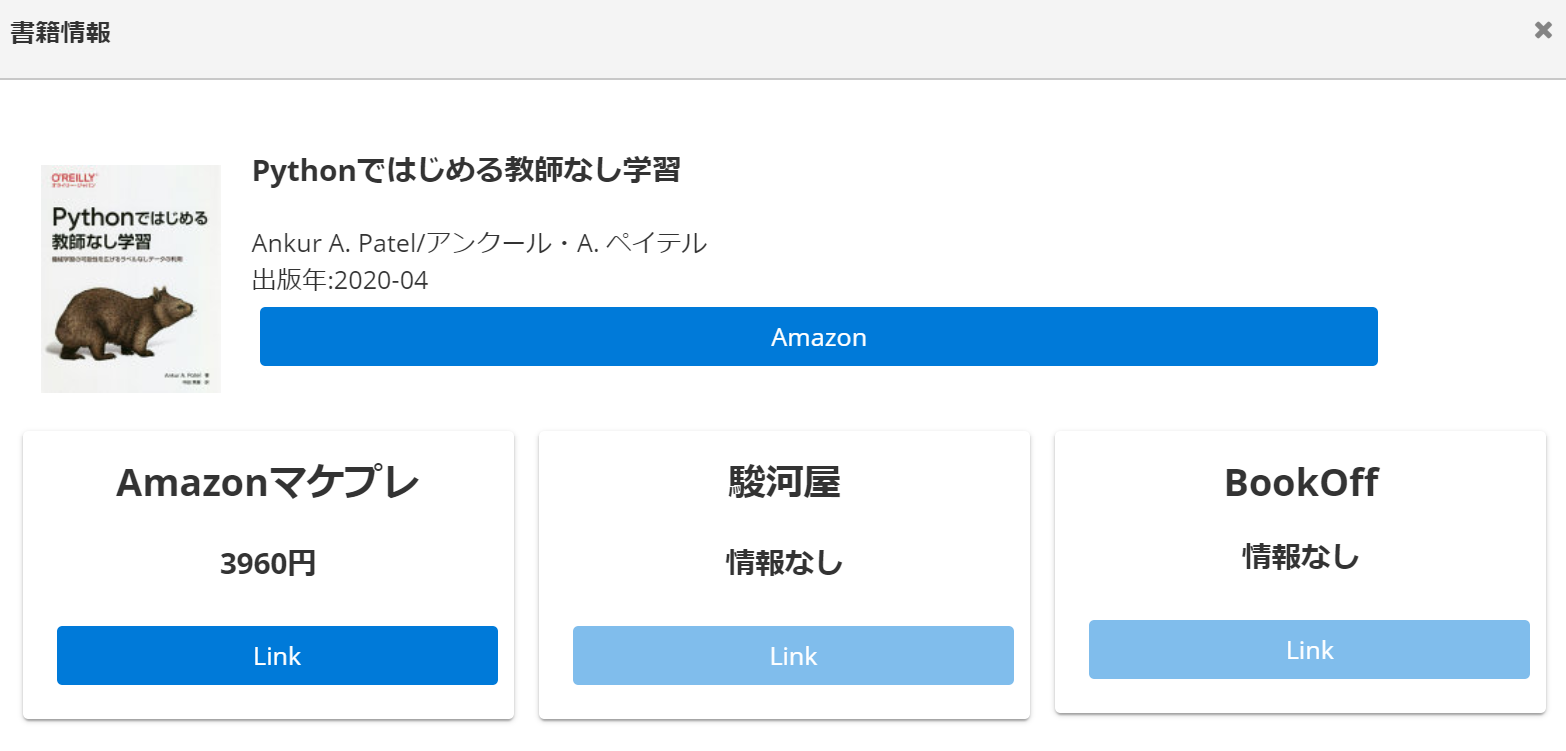 書籍情報
Pythonではじめる教師なし学習
O'REILLY
オライリー・ジャパン
Pythonではじめる
教師なし学習
機械学習の可能性を広げるラベルなしデータの利用
Ankur A. Patel 著
Ankur A. Patel/アンクール・A. ペイテル
出版年:2020-04
Amazon
Amazonマケプレ
3960円
Link
駿河屋
情報なし
Link
BookOff
情報なし
Link